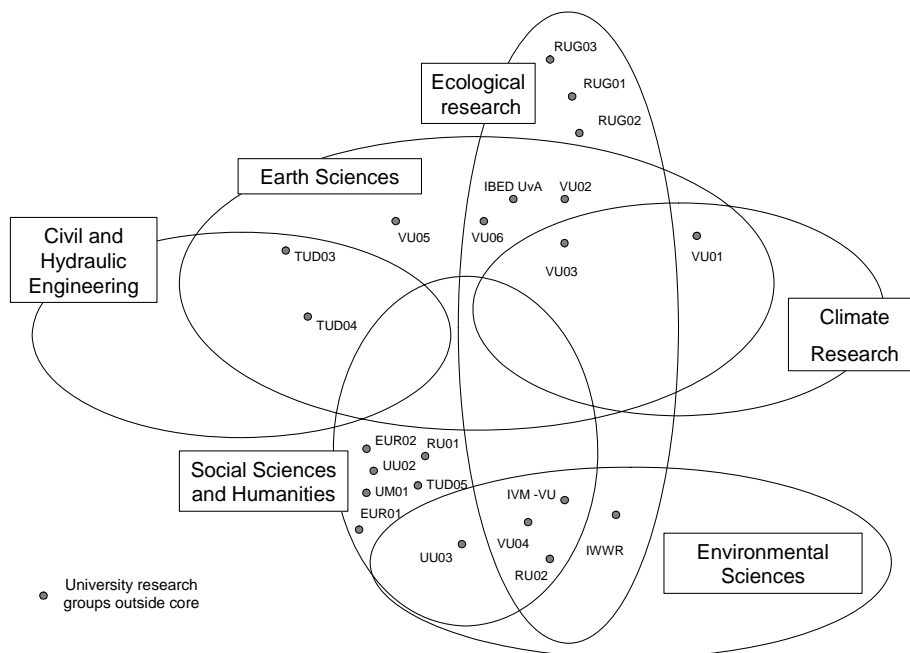 RUG03
Ecological
research
RUG01
RUG02
Earth Sciences
IBED UvA
VU02
Civil and
Hydraulic
Engineering
VU05
VU06
TUD03
VU03
VU01
TUD04
Climate
Research
EUR02
RU01
Social Sciences
and Humanities
UU02
UM01
TUD05
IVM -VU
EUR01
VU04
UU03
IWWR
Environmental
Sciences
RU02
University research
groups outside core